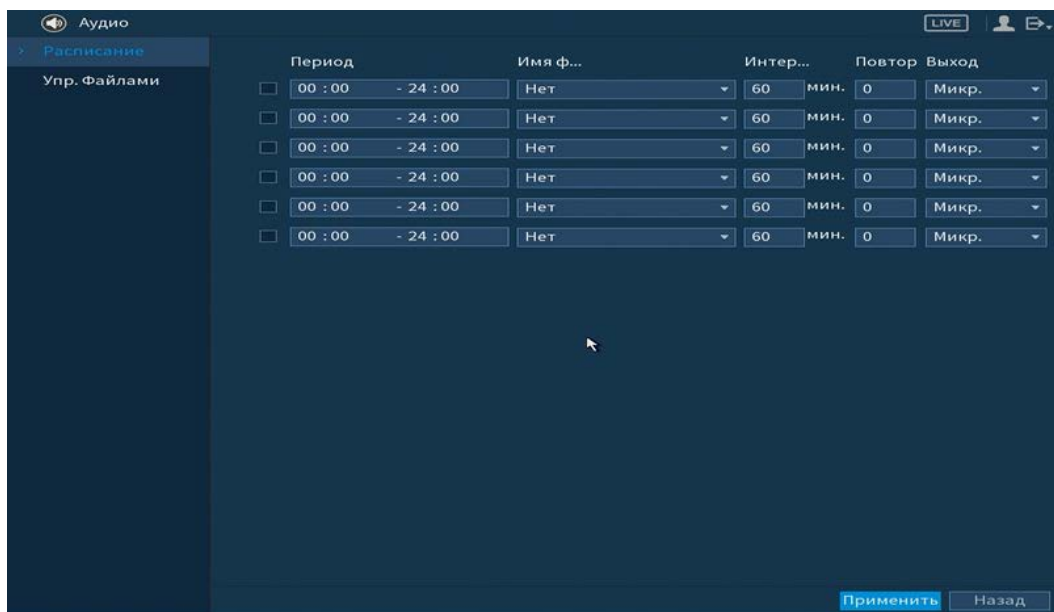 Аудио LIVE
Расписание
Упр. Файлами
Период Имя ф... Интер... Повтор Выход
00 : 00 - 24 : 00 Нет 60 мин. 0 Микр.
00 : 00 - 24 : 00 Нет 60 мин. 0 Микр.
00 : 00 - 24 : 00 Нет 60 мин. 0 Микр.
00 : 00 - 24 : 00 Нет 60 мин. 0 Микр.
00 : 00 - 24 : 00 Нет 60 мин. 0 Микр.
00 : 00 - 24 : 00 Нет 60 мин. 0 Микр.
Применить Назад